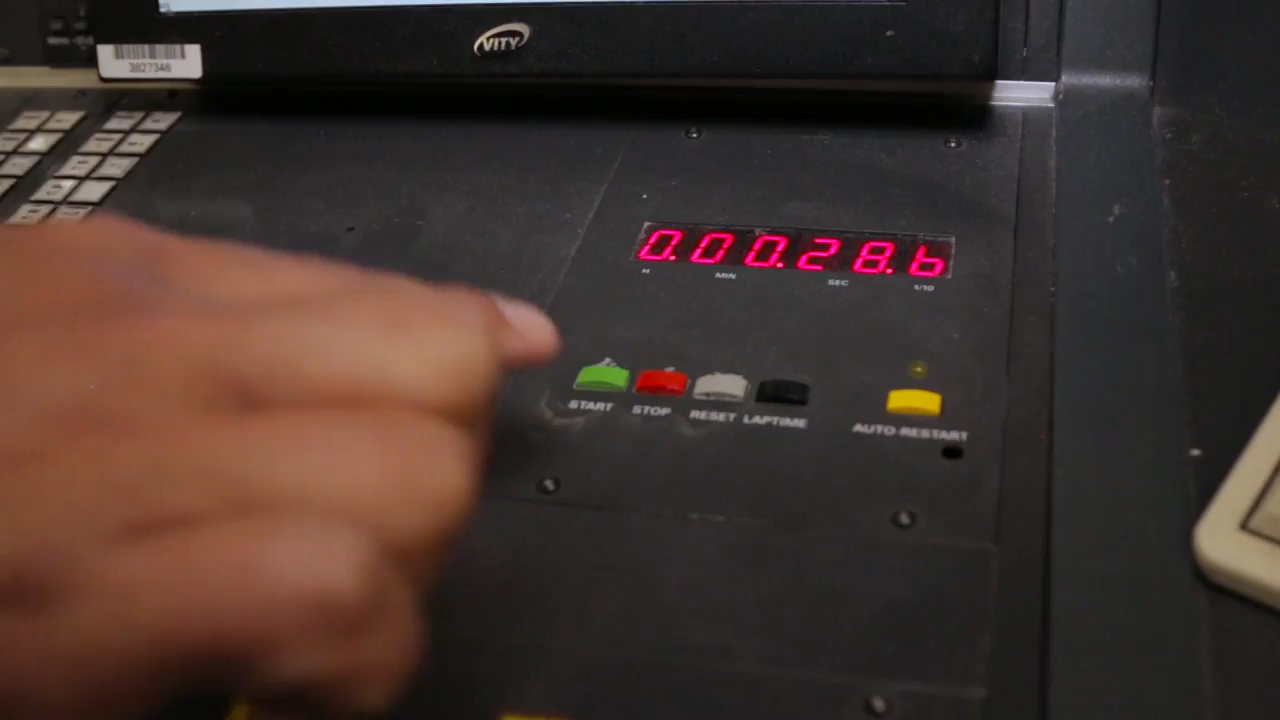 VITY
3827346
0.00.28.6
H MIN SEC 1/10
START STOP RESET LAPTIME
AUTO-RESTART